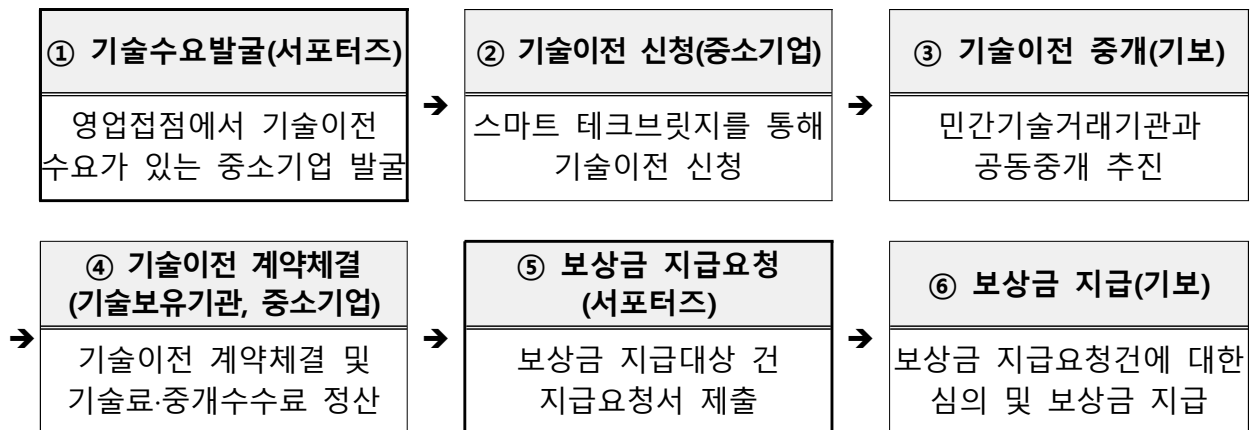 ① 기술수요발굴(서포터즈)
영업접점에서 기술이전
수요가 있는 중소기업 발굴
➔
② 기술이전 신청(중소기업)
스마트 테크브릿지를 통해
기술이전 신청
➔
③ 기술이전 중개(기보)
민간기술거래기관과
공동중개 추진
➔
④ 기술이전 계약체결
(기술보유기관, 중소기업)
기술이전 계약체결 및
기술료·중개수수료 정산
➔
⑤ 보상금 지급요청
(서포터즈)
보상금 지급대상 건
지급요청서 제출
➔
⑥ 보상금 지급(기보)
보상금 지급요청건에 대한
심의 및 보상금 지급